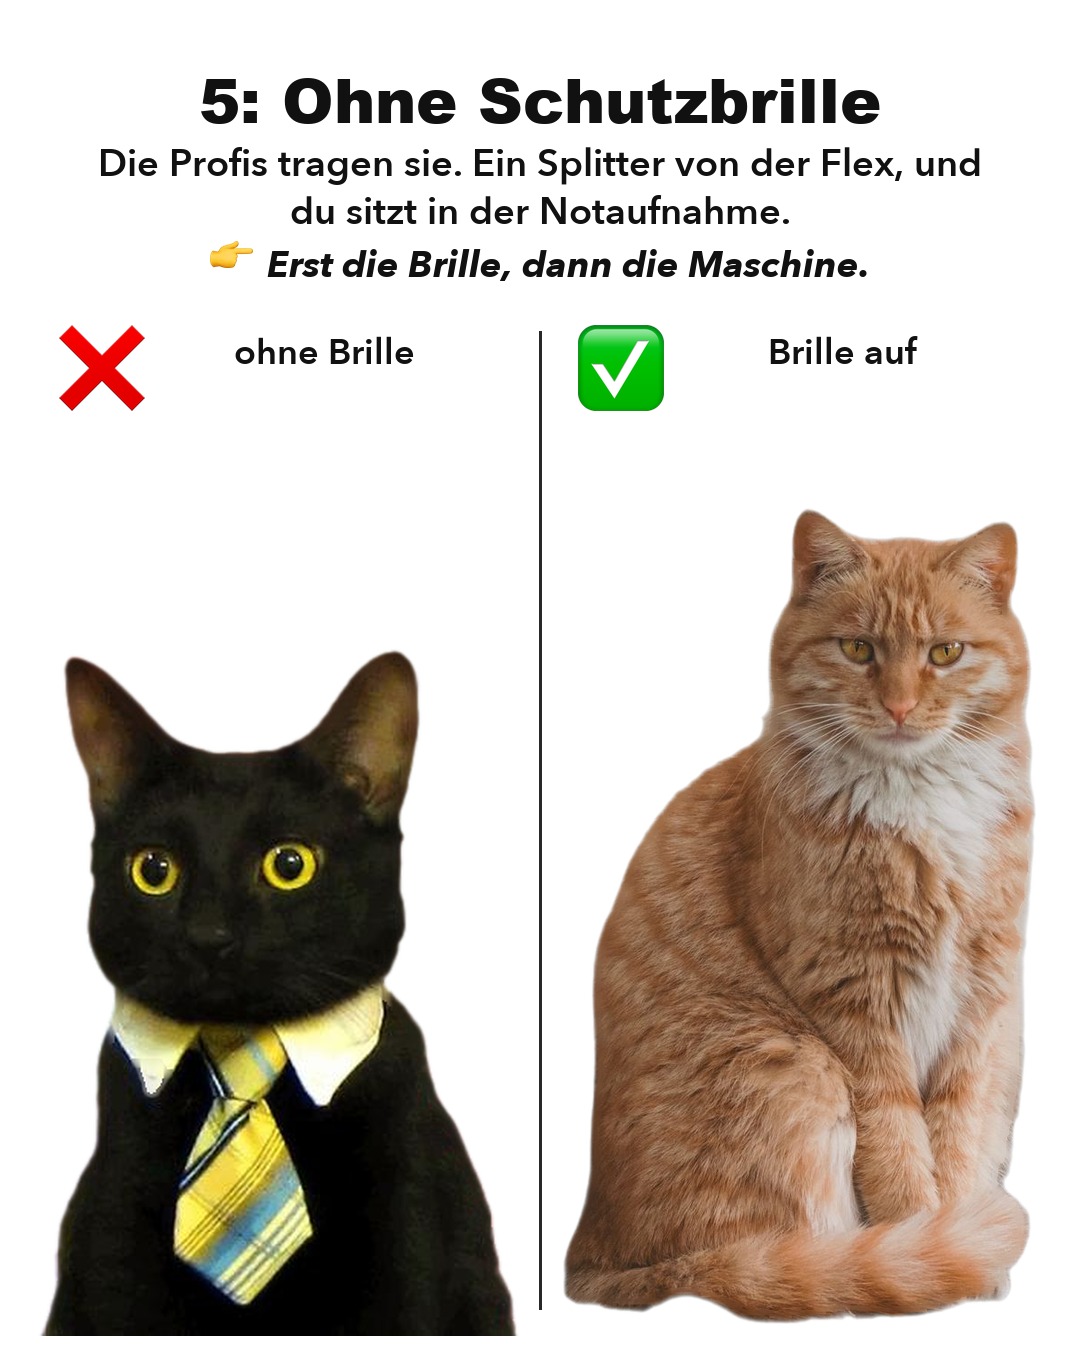 5: Ohne Schutzbrille
Die Profis tragen sie. Ein Splitter von der Flex, und
du sitzt in der Notaufnahme.
👉 Erst die Brille, dann die Maschine.
❌ ohne Brille
✅ Brille auf